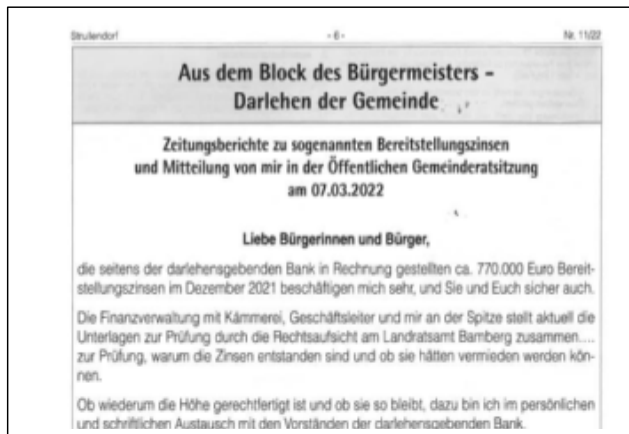 Strullendorf - 6 - Nr. 11/22
Aus dem Block des Bürgermeisters –
Darlehen der Gemeinde
Zeitungsberichte zu sogenannten Bereitstellungszinsen
und Mitteilung von mir in der Öffentlichen Gemeinderatsitzung
am 07.03.2022
Liebe Bürgerinnen und Bürger,
die seitens der darlehensgebenden Bank in Rechnung gestellten ca. 770.000 Euro Bereit-
stellungszinsen im Dezember 2021 beschäftigen mich sehr, und Sie und Euch sicher auch.
Die Finanzverwaltung mit Kämmerei, Geschäftsleiter und mir an der Spitze stellt aktuell die
Unterlagen zur Prüfung durch die Rechtsaufsicht am Landratsamt Bamberg zusammen....
zur Prüfung, warum die Zinsen entstanden sind und ob sie hätten vermieden werden kön-
nen.
Ob wiederum die Höhe gerechtfertigt ist und ob sie so bleibt, dazu bin ich im persönlichen
und schriftlichen Austausch mit den Vorständen der darlehensgebenden Bank.